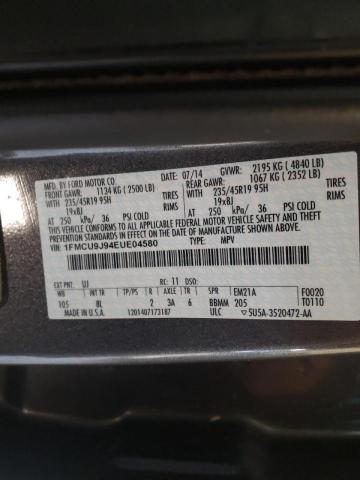 MFD. BY FORD MOTOR CO. DATE: 07/14 GVWR: 2195 KG ( 4840 LB)
FRONT GAWR: 1134 KG ( 2500 LB) REAR GAWR: 1067 KG ( 2352 LB)
WITH 235/45R19 95H TIRES WITH 235/45R19 95H TIRES
19x8J RIMS 19x8J RIMS
AT 250 kPa/ 36 PSI COLD AT 250 kPa/ 36 PSI COLD
THIS VEHICLE CONFORMS TO ALL APPLICABLE FEDERAL MOTOR VEHICLE SAFETY AND THEFT PREVENTION STANDARDS IN EFFECT ON THE DATE OF MANUFACTURE SHOWN ABOVE.
VIN: 1FMCU9J94EUE04580 TYPE: MPV
EXT PNT: UJ RC: 11 DSO:
WB INT TR TP/PS R AXLE TR SPR EM21A F0020
105 8L 2 3A 6 BBMM 205 T0110
MADE IN U.S.A. 1201407173187 ULC 5U5A-3520472-AA